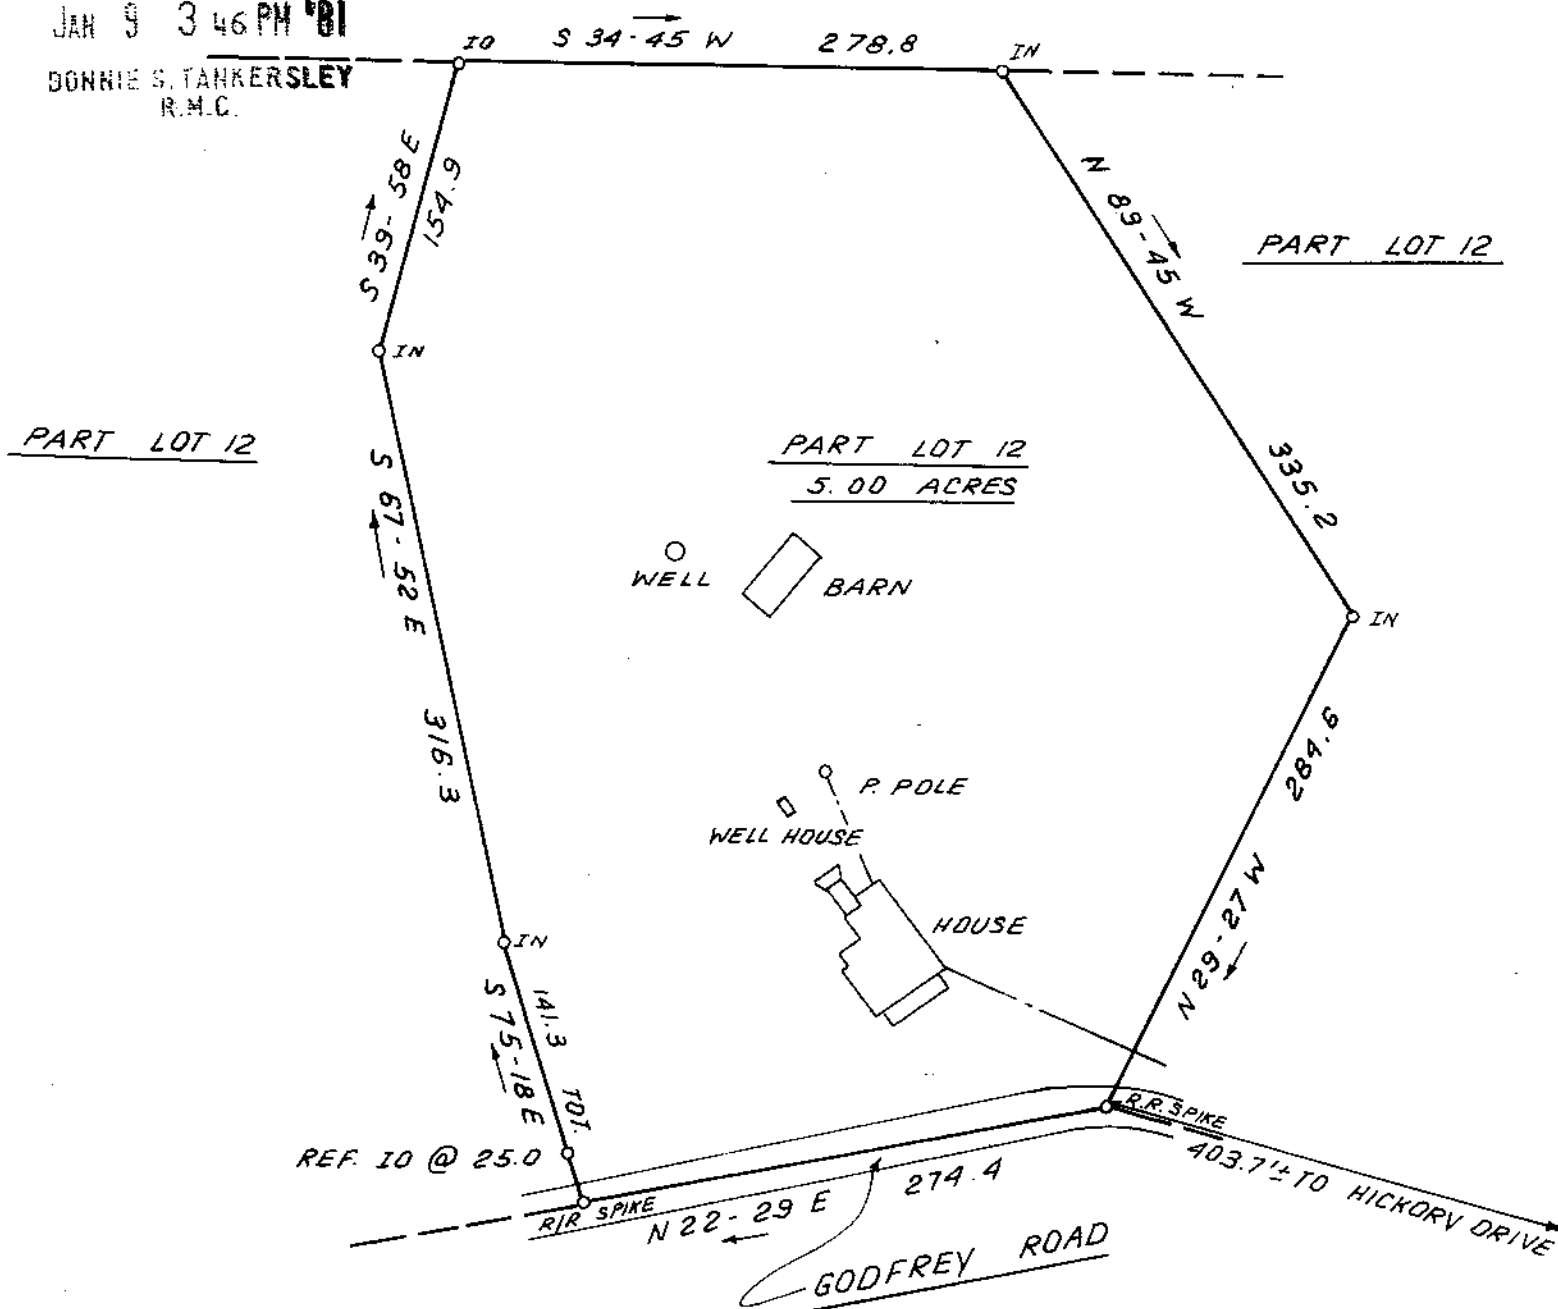 JAN 9 3 46 PM '81
DONNIE S. TANKERSLEY
R.M.C.
IO
S 34-45 W 278.8
IN
S 39-58 E
154.9
N 89-45 W
335.2
PART LOT 12
IN
PART LOT 12
PART LOT 12
5.00 ACRES
S 67-52 E 316.3
WELL
BARN
IN
284.6
N 29-27 W
P. POLE
WELL HOUSE
HOUSE
IN
141.3 TOT.
S 75-18 E
REF. IO @ 25.0
R/R SPIKE
R.R. SPIKE
403.7'± TO HICKORY DRIVE
N 22-29 E 274.4
GODFREY ROAD